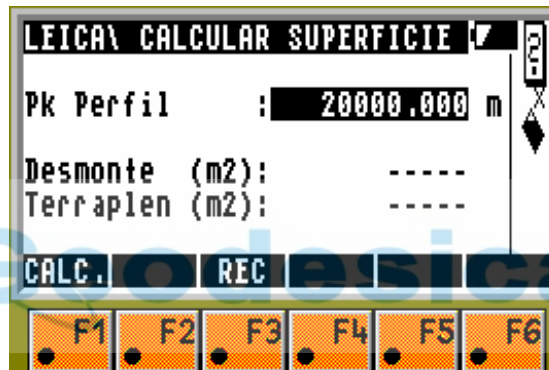 LEICA\ CALCULAR SUPERFICIE
Pk Perfil : 20000.000 m
Desmonte (m2): -----
Terraplen (m2): -----
Geodesica
CALC. REC
F1 F2 F3 F4 F5 F6